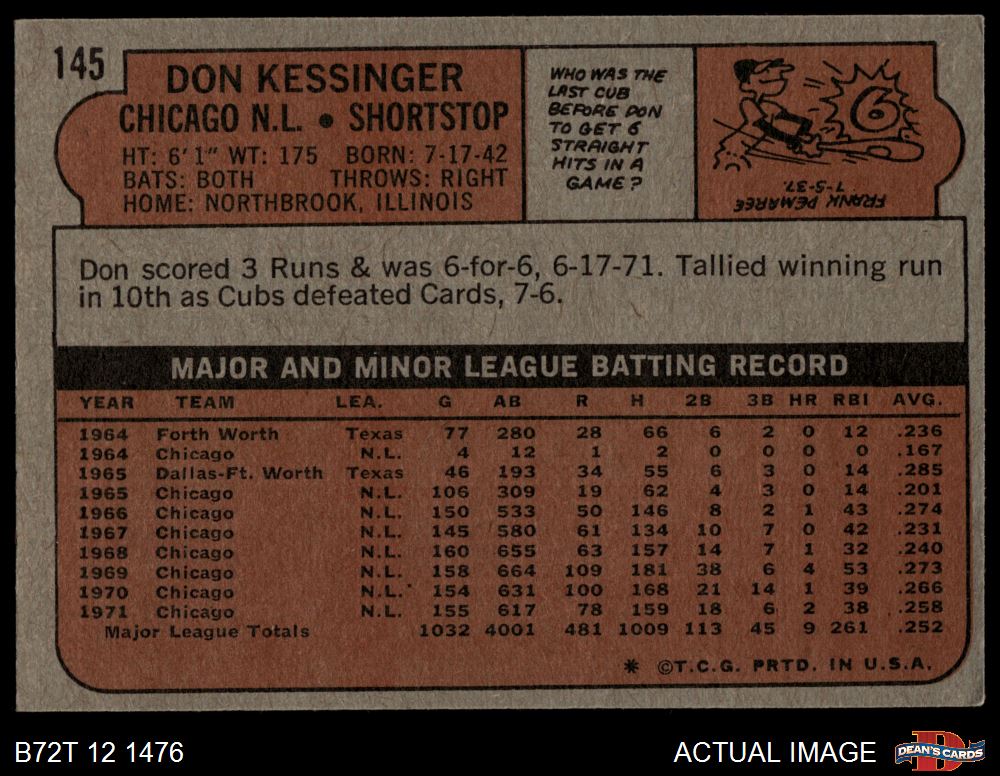 145
DON KESSINGER
CHICAGO N.L. • SHORTSTOP
HT: 6' 1" WT: 175 BORN: 7-17-42
BATS: BOTH THROWS: RIGHT
HOME: NORTHBROOK, ILLINOIS
WHO WAS THE
LAST CUB
BEFORE DON
TO GET 6
STRAIGHT
HITS IN A
GAME?
6
FRANK DEMAREE
7-5-37.
Don scored 3 Runs & was 6-for-6, 6-17-71. Tallied winning run
in 10th as Cubs defeated Cards, 7-6.
MAJOR AND MINOR LEAGUE BATTING RECORD
YEAR TEAM LEA. G AB R H 2B 3B HR RBI AVG.
1964 Forth Worth Texas 77 280 28 66 6 2 0 12 .236
1964 Chicago N.L. 4 12 1 2 0 0 0 0 .167
1965 Dallas-Ft. Worth Texas 46 193 34 55 6 3 0 14 .285
1965 Chicago N.L. 106 309 19 62 4 3 0 14 .201
1966 Chicago N.L. 150 533 50 146 8 2 1 43 .274
1967 Chicago N.L. 145 580 61 134 10 7 0 42 .231
1968 Chicago N.L. 160 655 63 157 14 7 1 32 .240
1969 Chicago N.L. 158 664 109 181 38 6 4 53 .273
1970 Chicago N.L. 154 631 100 168 21 14 1 39 .266
1971 Chicago N.L. 155 617 78 159 18 6 2 38 .258
Major League Totals 1032 4001 481 1009 113 45 9 261 .252
* ©T.C.G. PRTD. IN U.S.A.
B72T 12 1476
ACTUAL IMAGE
DEAN'S CARDS